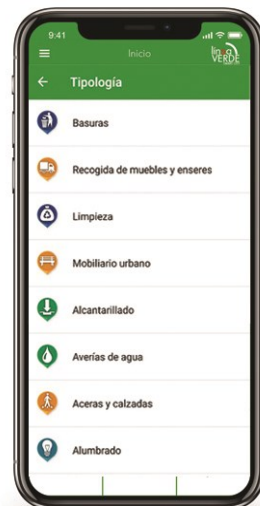 9:41
Inicio
línea
VERDE
Tipología
Basuras
Recogida de muebles y enseres
Limpieza
Mobiliario urbano
Alcantarillado
Averías de agua
Aceras y calzadas
Alumbrado